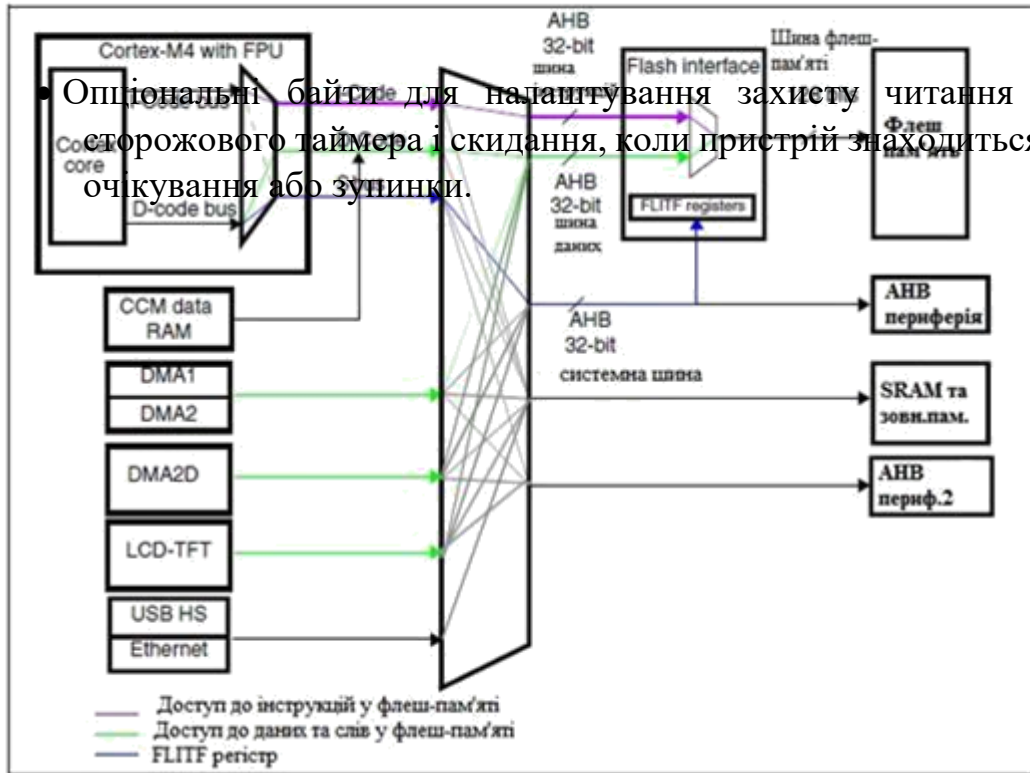 Cortex-M4 with FPU
core
D-code bus
• Опціональні байти для налаштування захисту читання
сторожового таймера і скидання, коли пристрій знаходиться
очікування або зупинки.
CCM data
RAM
DMA1
DMA2
DMA2D
LCD-TFT
USB HS
Ethernet
AHB
32-bit
шина
AHB
32-bit
шина
даних
AHB
32-bit
системна шина
Flash interface
FLITF registers
Шина флеш-
пам'яті
Флеш
пам'ять
AHB
периферія
SRAM та
зовн.пам.
AHB
периф.2
Доступ до інструкцій у флеш-пам'яті
Доступ до даних та слів у флеш-пам'яті
FLITF регістр